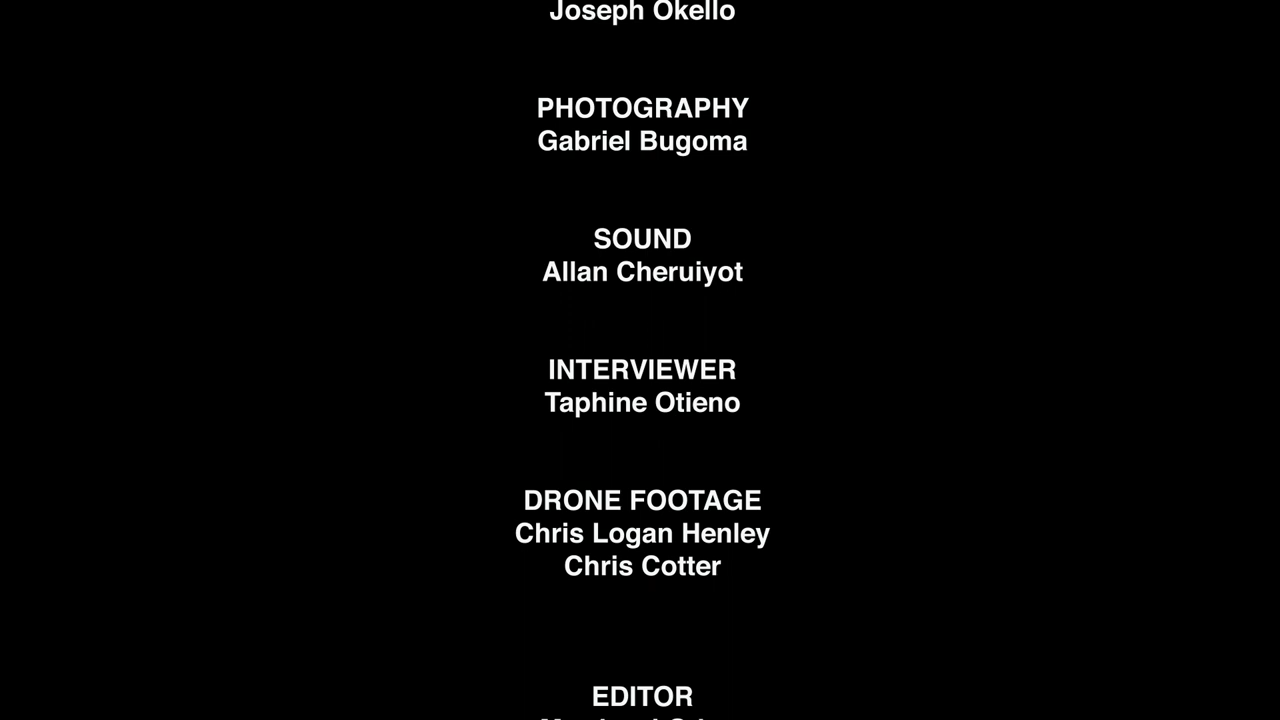 Joseph Okello
PHOTOGRAPHY
Gabriel Bugoma
SOUND
Allan Cheruiyot
INTERVIEWER
Taphine Otieno
DRONE FOOTAGE
Chris Logan Henley
Chris Cotter
EDITOR